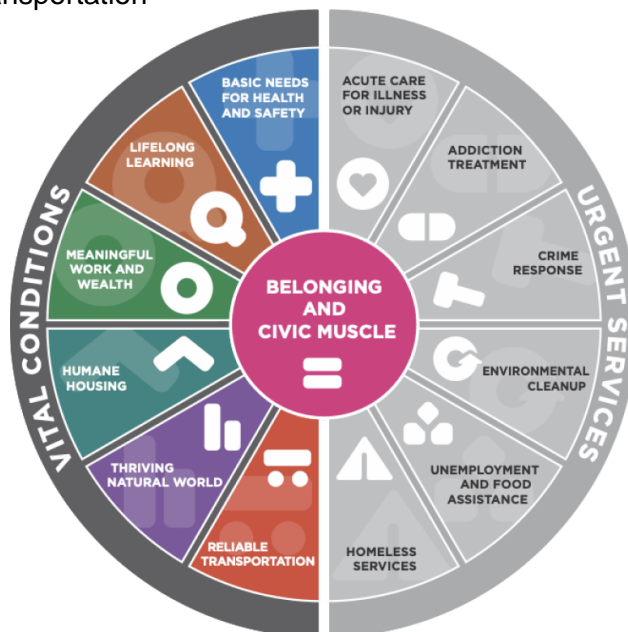 BASIC NEEDS
FOR HEALTH
AND SAFETY
LIFELONG
LEARNING
MEANINGFUL
WORK AND
WEALTH
HUMANE
HOUSING
THRIVING
NATURAL WORLD
RELIABLE
TRANSPORTATION
VITAL CONDITIONS
BELONGING
AND
CIVIC MUSCLE
ACUTE CARE
FOR ILLNESS
OR INJURY
ADDICTION
TREATMENT
CRIME
RESPONSE
ENVIRONMENTAL
CLEANUP
UNEMPLOYMENT
AND FOOD
ASSISTANCE
HOMELESS
SERVICES
URGENT SERVICES